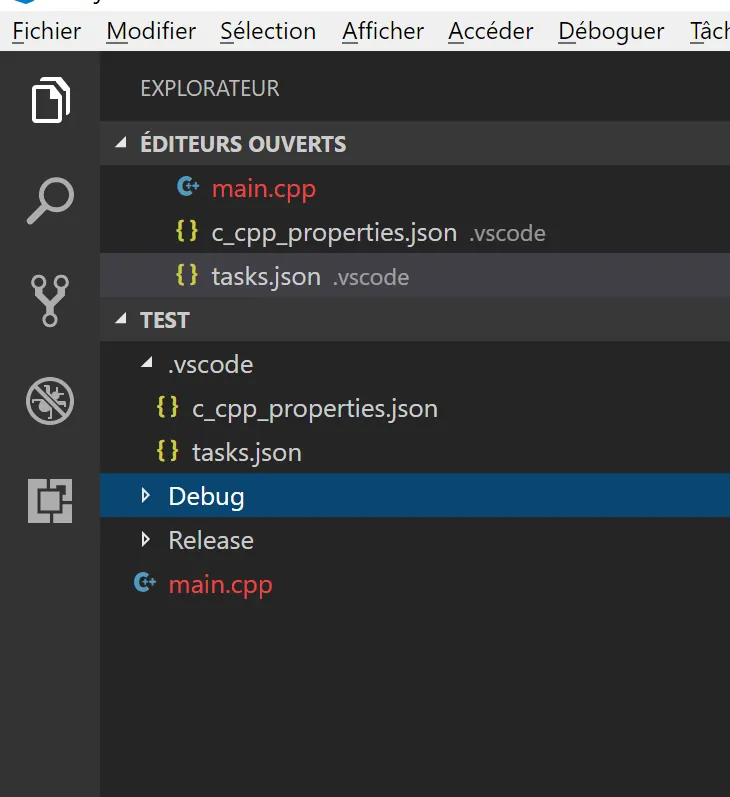 Fichier Modifier Sélection Afficher Accéder Déboguer
EXPLORATEUR
ÉDITEURS OUVERTS
main.cpp
c_cpp_properties.json .vscode
tasks.json .vscode
TEST
.vscode
c_cpp_properties.json
tasks.json
Debug
Release
main.cpp